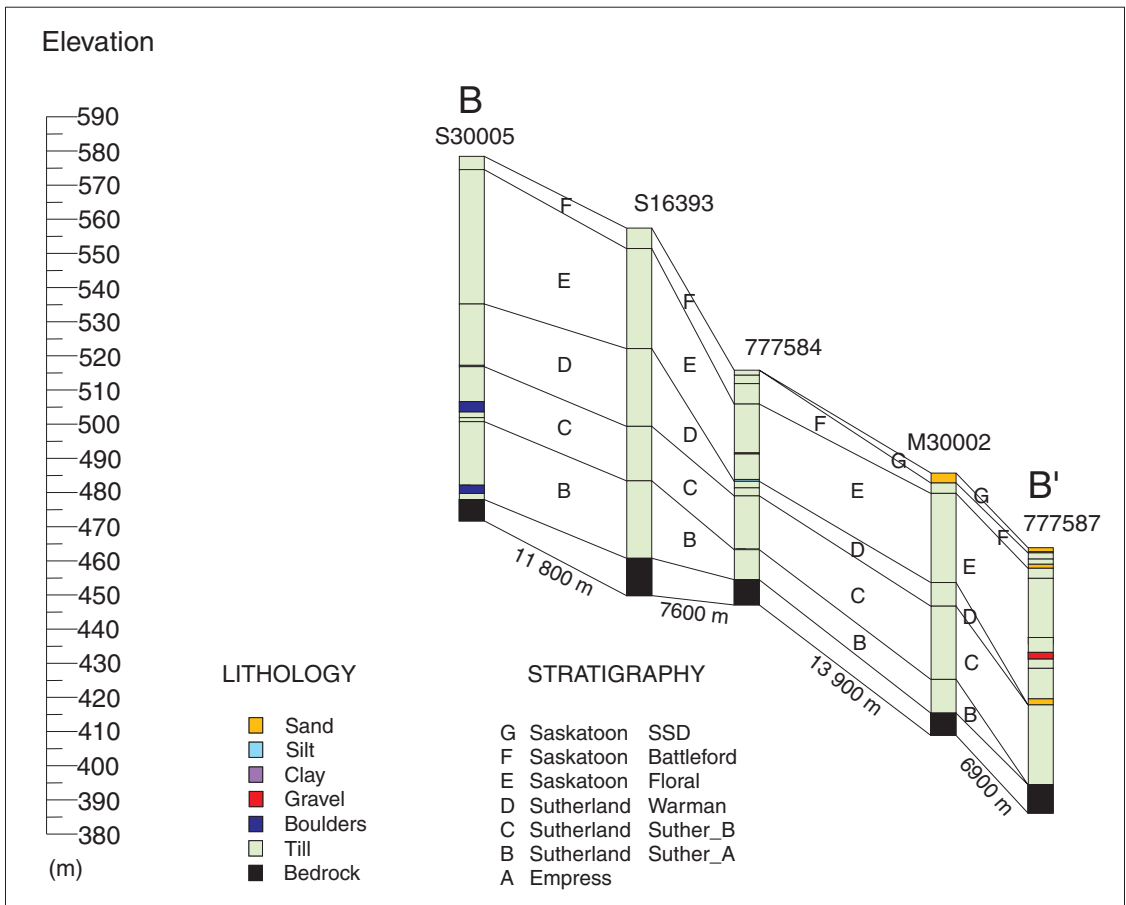 Elevation
B
S30005
590
580
570
560
550
540
530
520
510
500
490
480
470
460
450
440
430
420
410
400
390
380
(m)
S16393
777584
M30002
B'
777587
F
E
D
C
B
F
E
D
C
B
F
G
E
D
C
B
G
F
E
D
C
B
11 800 m
7600 m
13 900 m
6900 m
LITHOLOGY
Sand
Silt
Clay
Gravel
Boulders
Till
Bedrock
STRATIGRAPHY
G Saskatoon SSD
F Saskatoon Battleford
E Saskatoon Floral
D Sutherland Warman
C Sutherland Suther_B
B Sutherland Suther_A
A Empress